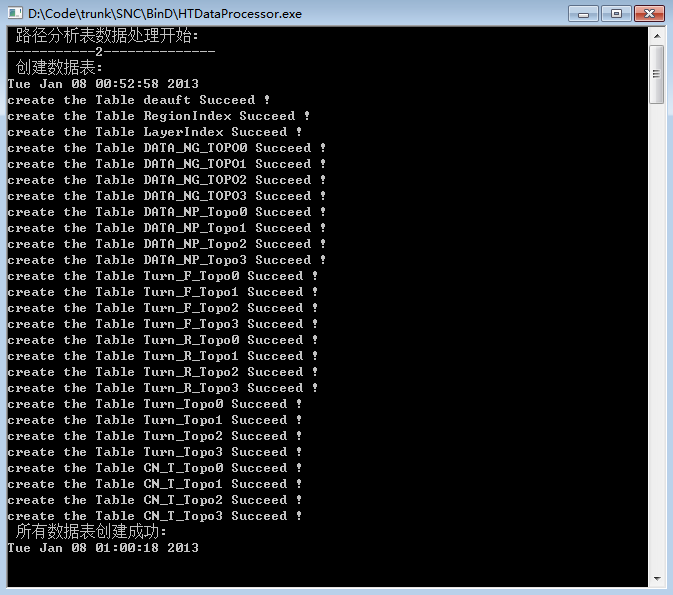 D:\Code\trunk\SNC\BinD\HTDataProcessor.exe
路径分析表数据处理开始:
-----------2--------------
创建数据表:
Tue Jan 08 00:52:58 2013
create the Table deauft Succeed !
create the Table RegionIndex Succeed !
create the Table LayerIndex Succeed !
create the Table DATA_NG_TOPO0 Succeed !
create the Table DATA_NG_TOPO1 Succeed !
create the Table DATA_NG_TOPO2 Succeed !
create the Table DATA_NG_TOPO3 Succeed !
create the Table DATA_NP_Topo0 Succeed !
create the Table DATA_NP_Topo1 Succeed !
create the Table DATA_NP_Topo2 Succeed !
create the Table DATA_NP_Topo3 Succeed !
create the Table Turn_F_Topo0 Succeed !
create the Table Turn_F_Topo1 Succeed !
create the Table Turn_F_Topo2 Succeed !
create the Table Turn_F_Topo3 Succeed !
create the Table Turn_R_Topo0 Succeed !
create the Table Turn_R_Topo1 Succeed !
create the Table Turn_R_Topo2 Succeed !
create the Table Turn_R_Topo3 Succeed !
create the Table Turn_Topo0 Succeed !
create the Table Turn_Topo1 Succeed !
create the Table Turn_Topo2 Succeed !
create the Table Turn_Topo3 Succeed !
create the Table CN_T_Topo0 Succeed !
create the Table CN_T_Topo1 Succeed !
create the Table CN_T_Topo2 Succeed !
create the Table CN_T_Topo3 Succeed !
所有数据表创建成功:
Tue Jan 08 01:00:18 2013